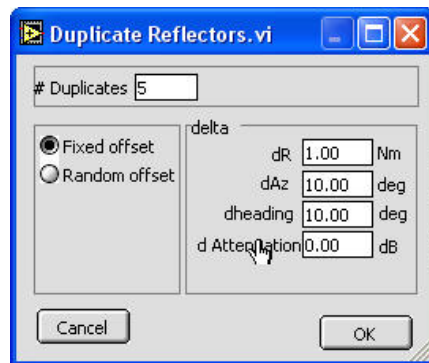 Duplicate Reflectors.vi
# Duplicates 5
Fixed offset
Random offset
delta
dR 1.00 Nm
dAz 10.00 deg
dheading 10.00 deg
d Attenuation 0.00 dB
Cancel
OK